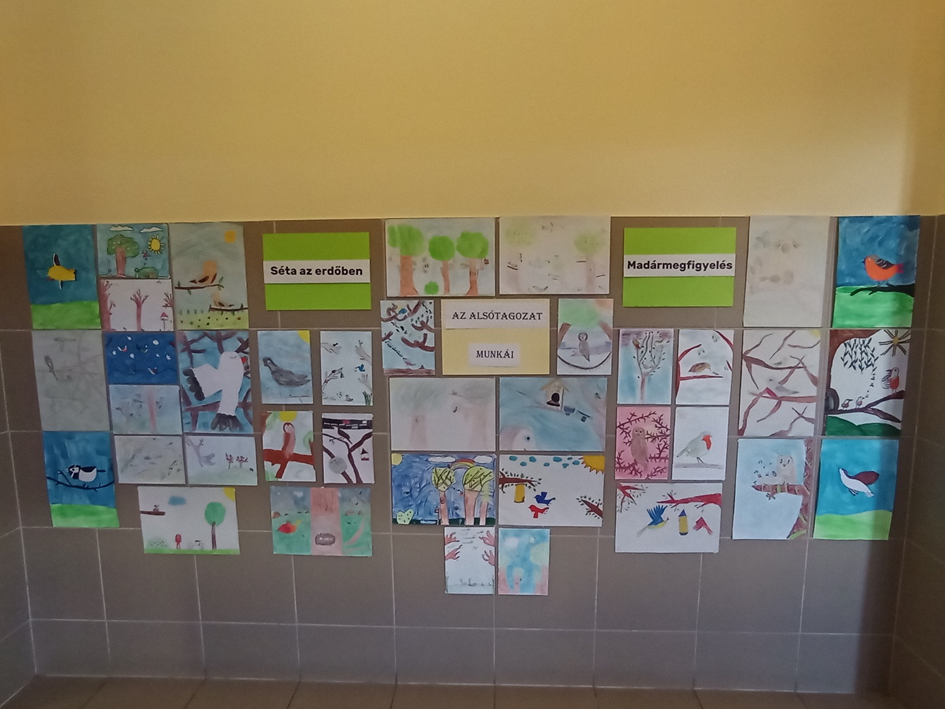 Séta az erdőben
Madármegfigyelés
AZ ALSÓTAGOZAT
MUNKÁI